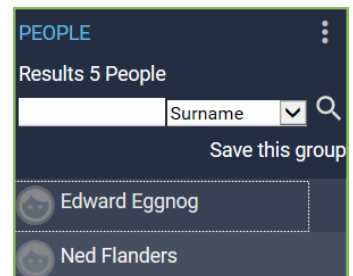 PEOPLE
Results 5 People
Surname
Save this group
Edward Eggnog
Ned Flanders